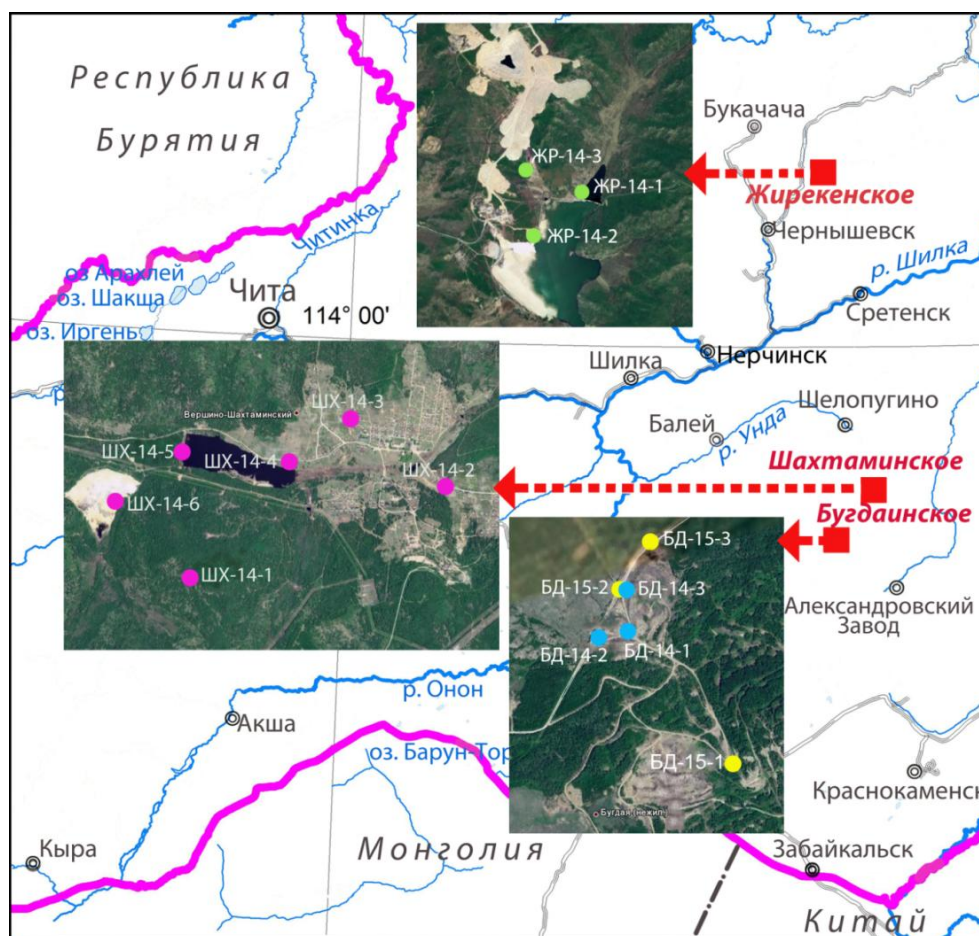 Республика
Бурятия
Читинка
оз Арахлей
оз. Шакша
Чита
оз. Иргень
114° 00'
ЖР-14-3
ЖР-14-1
ЖР-14-2
Букачача
Жирекенское
Чернышевск
р. Шилка
Сретенск
Нерчинск
Шилка
Шелопугино
Балей
р. Унда
Вершино-Шахтаминский
ШХ-14-3
ШХ-14-5
ШХ-14-4
ШХ-14-2
ШХ-14-6
ШХ-14-1
Шахтаминское
Бугдаинское
БД-15-3
БД-15-2
БД-14-3
БД-14-2
БД-14-1
БД-15-1
Бугдая (нежил.)
Александровский
Завод
р. Онон
Акша
оз. Барун-Тор
Краснокаменск
Кыра
Монголия
Забайкальск
Китай